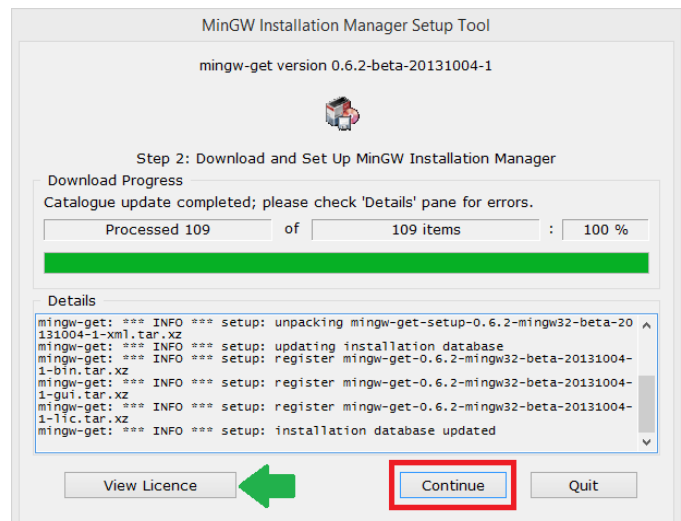 MinGW Installation Manager Setup Tool
mingw-get version 0.6.2-beta-20131004-1
Step 2: Download and Set Up MinGW Installation Manager
Download Progress
Catalogue update completed; please check 'Details' pane for errors.
Processed 109 of 109 items : 100 %
Details
mingw-get: *** INFO *** setup: unpacking mingw-get-setup-0.6.2-mingw32-beta-20
131004-1-xml.tar.xz
mingw-get: *** INFO *** setup: updating installation database
mingw-get: *** INFO *** setup: register mingw-get-0.6.2-mingw32-beta-20131004-
1-bin.tar.xz
mingw-get: *** INFO *** setup: register mingw-get-0.6.2-mingw32-beta-20131004-
1-gui.tar.xz
mingw-get: *** INFO *** setup: register mingw-get-0.6.2-mingw32-beta-20131004-
1-lic.tar.xz
mingw-get: *** INFO *** setup: installation database updated
View Licence Continue Quit